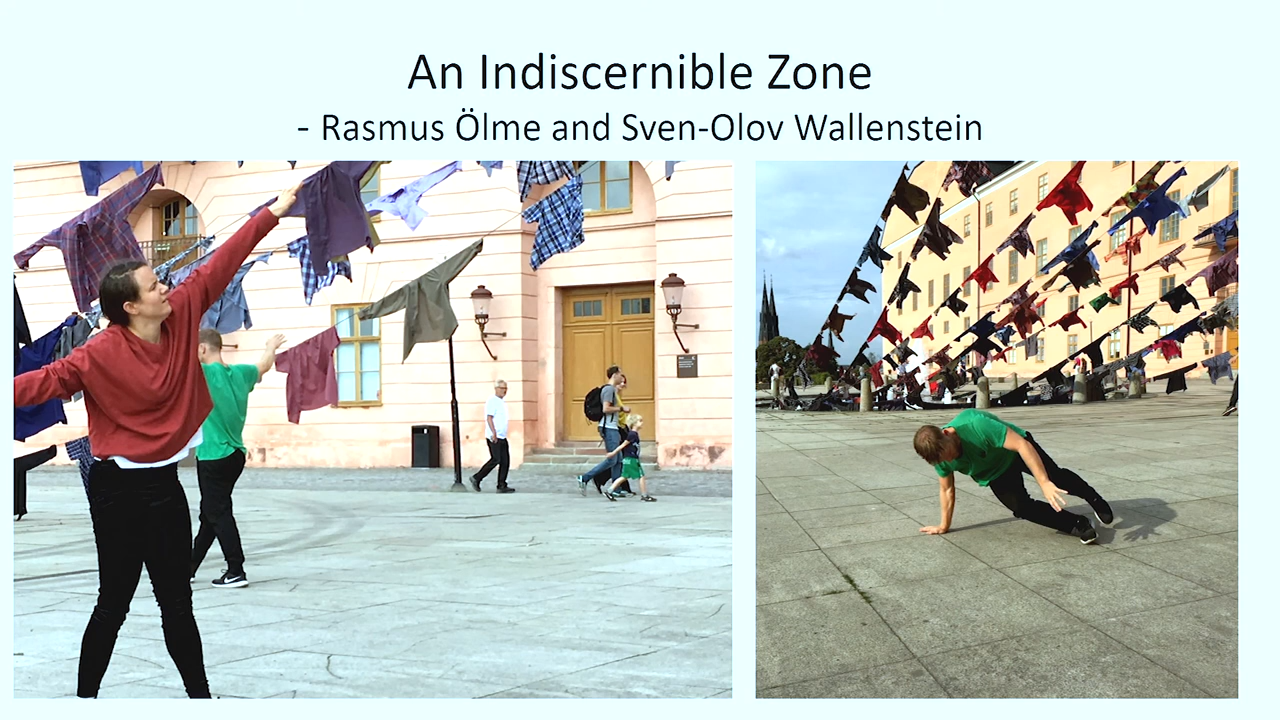 An Indiscernible Zone
- Rasmus Ölme and Sven-Olov Wallenstein